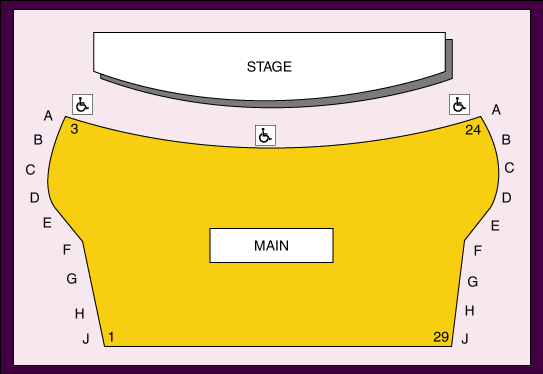 STAGE
A A
3 24
B B
C C
D D
E E
F MAIN F
G G
H H
J 1 29 J